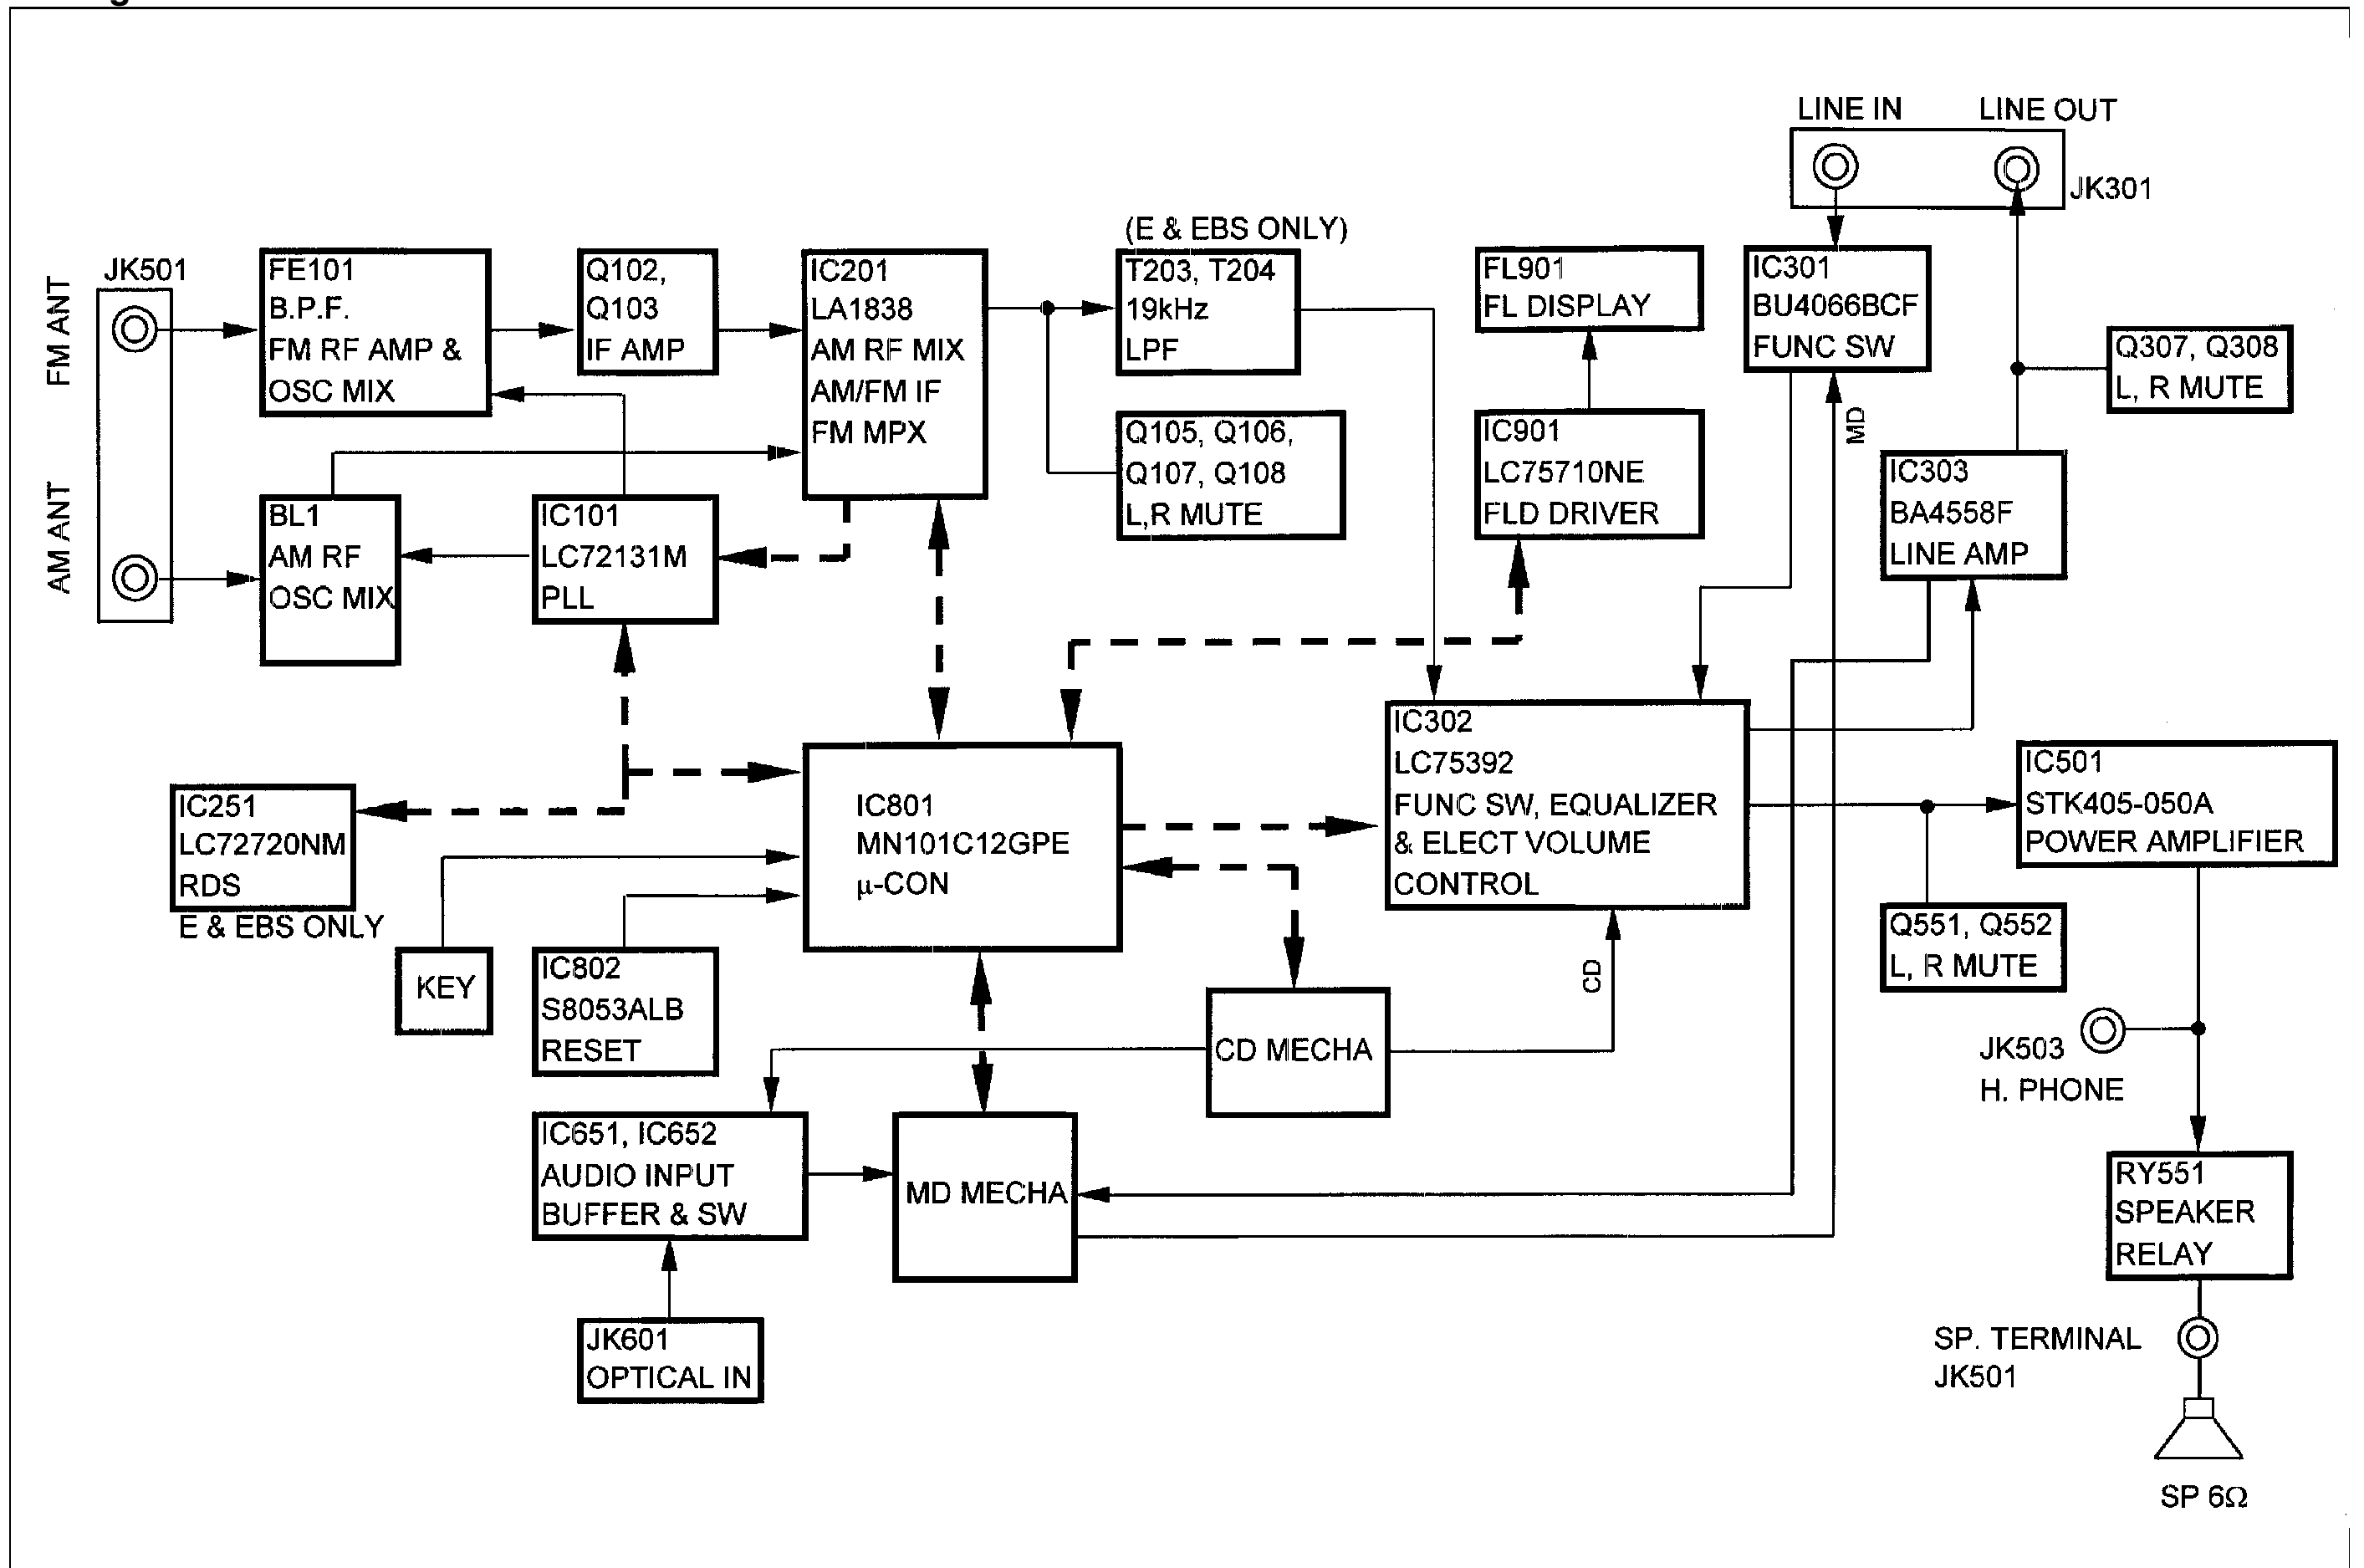 LINE IN
LINE OUT
JK301
(E & EBS ONLY)
FM ANT
JK501
AM ANT
FE101
B.P.F.
FM RF AMP &
OSC MIX
Q102,
Q103
IF AMP
IC201
LA1838
AM RF MIX
AM/FM IF
FM MPX
T203, T204
19kHz
LPF
FL901
FL DISPLAY
IC301
BU4066BCF
FUNC SW
Q307, Q308
L, R MUTE
MD
Q105, Q106,
Q107, Q108
L,R MUTE
IC901
LC75710NE
FLD DRIVER
IC303
BA4558F
LINE AMP
BL1
AM RF
OSC MIX
IC101
LC72131M
PLL
IC251
LC72720NM
RDS
E & EBS ONLY
IC801
MN101C12GPE
μ-CON
IC302
LC75392
FUNC SW, EQUALIZER
& ELECT VOLUME
CONTROL
IC501
STK405-050A
POWER AMPLIFIER
Q551, Q552
L, R MUTE
KEY
IC802
S8053ALB
RESET
CD
CD MECHA
JK503
H. PHONE
IC651, IC652
AUDIO INPUT
BUFFER & SW
MD MECHA
RY551
SPEAKER
RELAY
JK601
OPTICAL IN
SP. TERMINAL
JK501
SP 6Ω